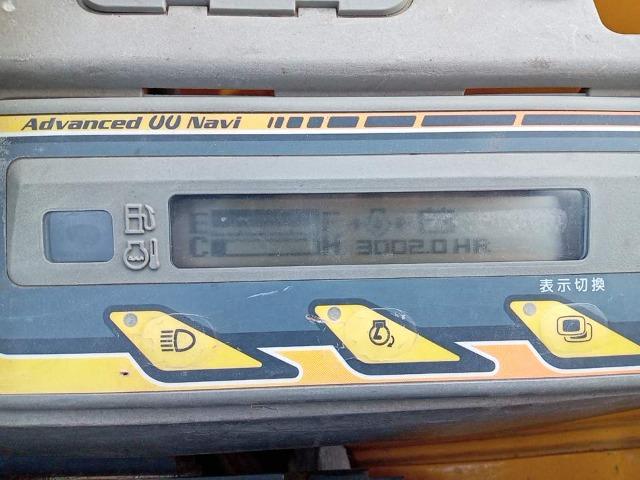 Advanced UU Navi
E F
C H 3002.0 HR
表示切換